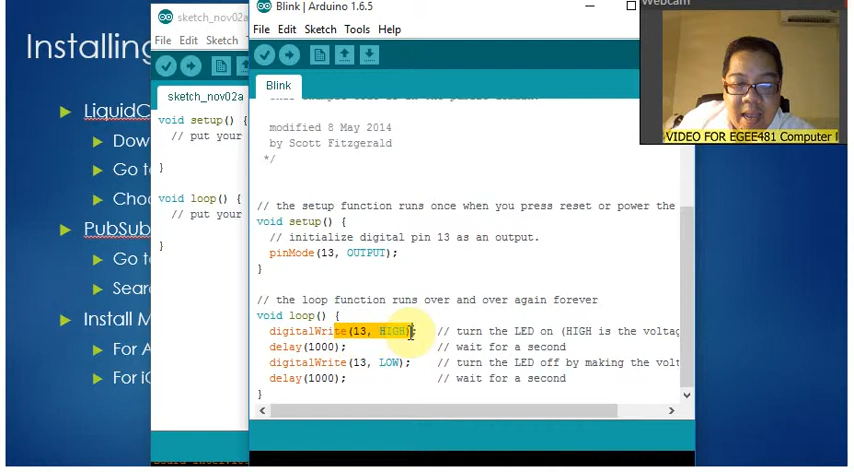 Installing
LiquidC
Dow
Go to
Choo
PubSub
Go to
Sear
Install M
For A
For iO
sketch_nov02a
File Edit Sketch
sketch_nov02a
void setup() {
// put your
}
void loop() {
// put your
}
Blink | Arduino 1.6.5
File Edit Sketch Tools Help
Blink
modified 8 May 2014
by Scott Fitzgerald
*/
// the setup function runs once when you press reset or power the
void setup() {
// initialize digital pin 13 as an output.
pinMode(13, OUTPUT);
}
// the loop function runs over and over again forever
void loop() {
digitalWrite(13, HIGH); // turn the LED on (HIGH is the voltag
delay(1000); // wait for a second
digitalWrite(13, LOW); // turn the LED off by making the volt
delay(1000); // wait for a second
}
Webcam
VIDEO FOR EGEE481 Computer